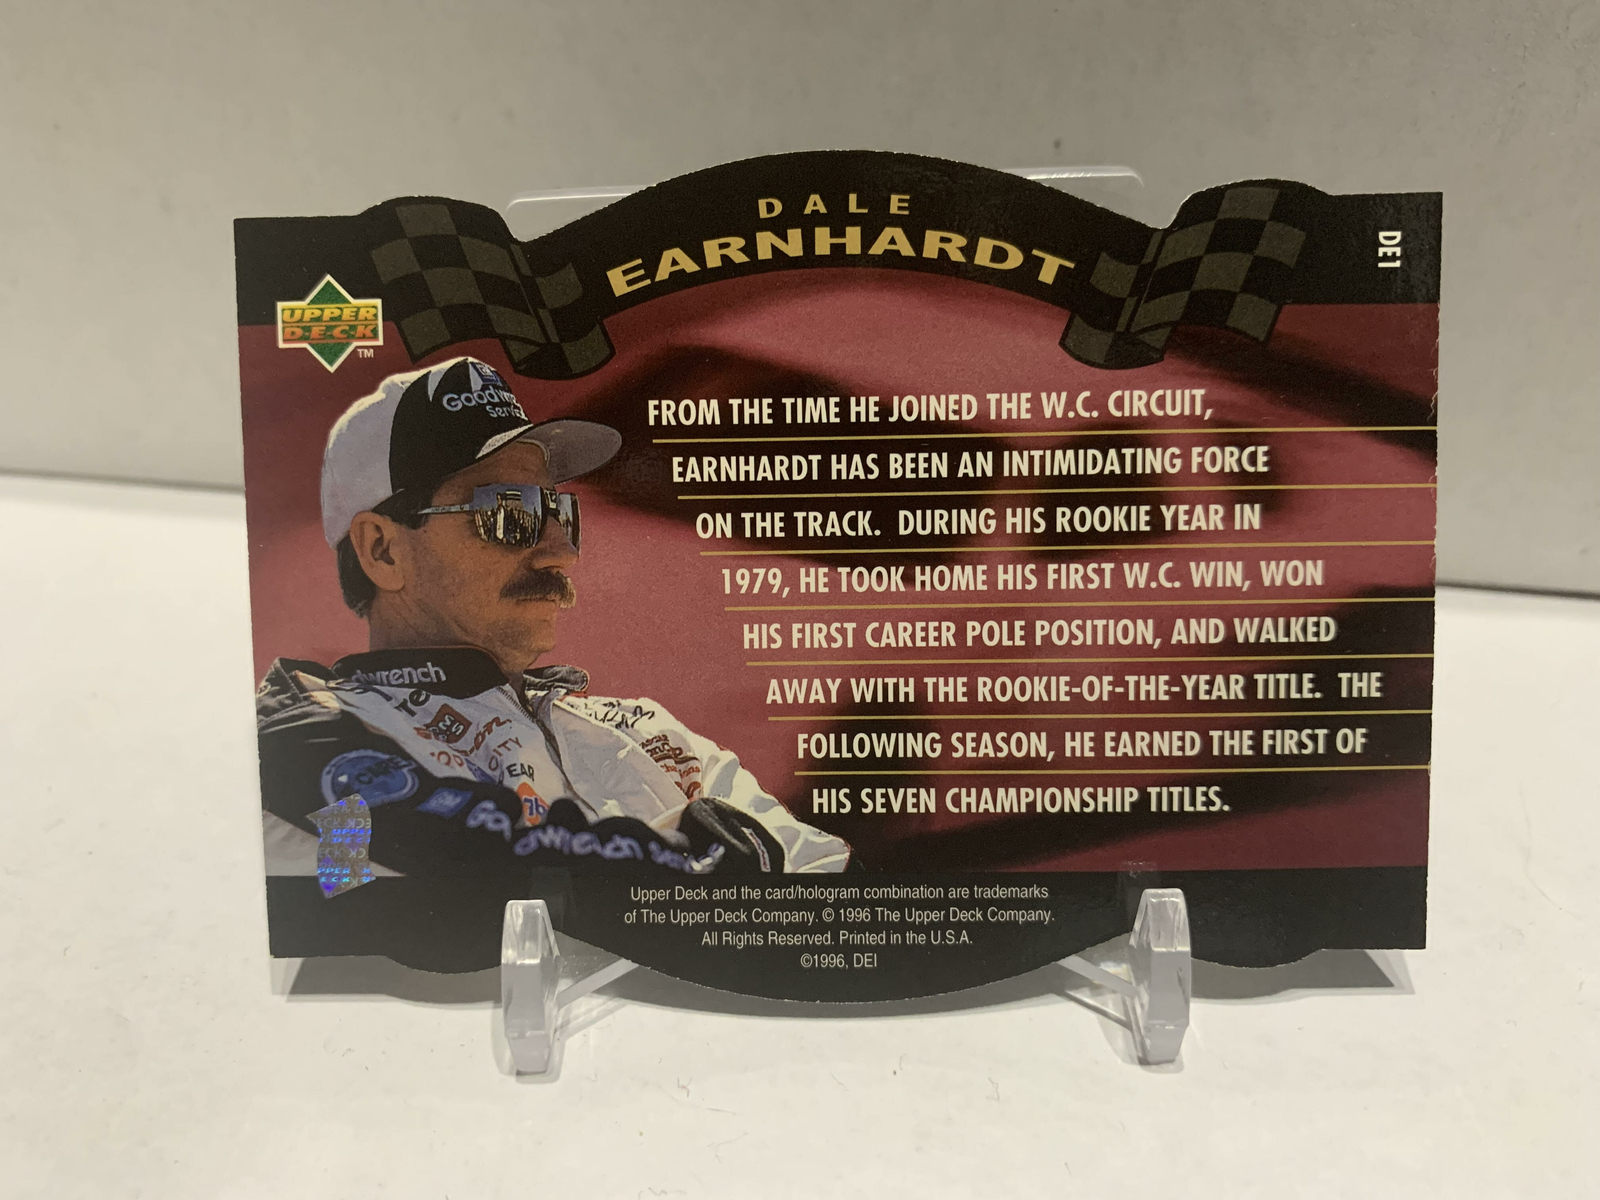 DALE
EARNHARDT
DE1
UPPER
D·E·C·K
TM
FROM THE TIME HE JOINED THE W.C. CIRCUIT,
EARNHARDT HAS BEEN AN INTIMIDATING FORCE
ON THE TRACK. DURING HIS ROOKIE YEAR IN
1979, HE TOOK HOME HIS FIRST W.C. WIN, WON
HIS FIRST CAREER POLE POSITION, AND WALKED
AWAY WITH THE ROOKIE-OF-THE-YEAR TITLE. THE
FOLLOWING SEASON, HE EARNED THE FIRST OF
HIS SEVEN CHAMPIONSHIP TITLES.
wrench
76
UPPER
Upper Deck and the card/hologram combination are trademarks
of The Upper Deck Company. © 1996 The Upper Deck Company.
All Rights Reserved. Printed in the U.S.A.
©1996, DEI